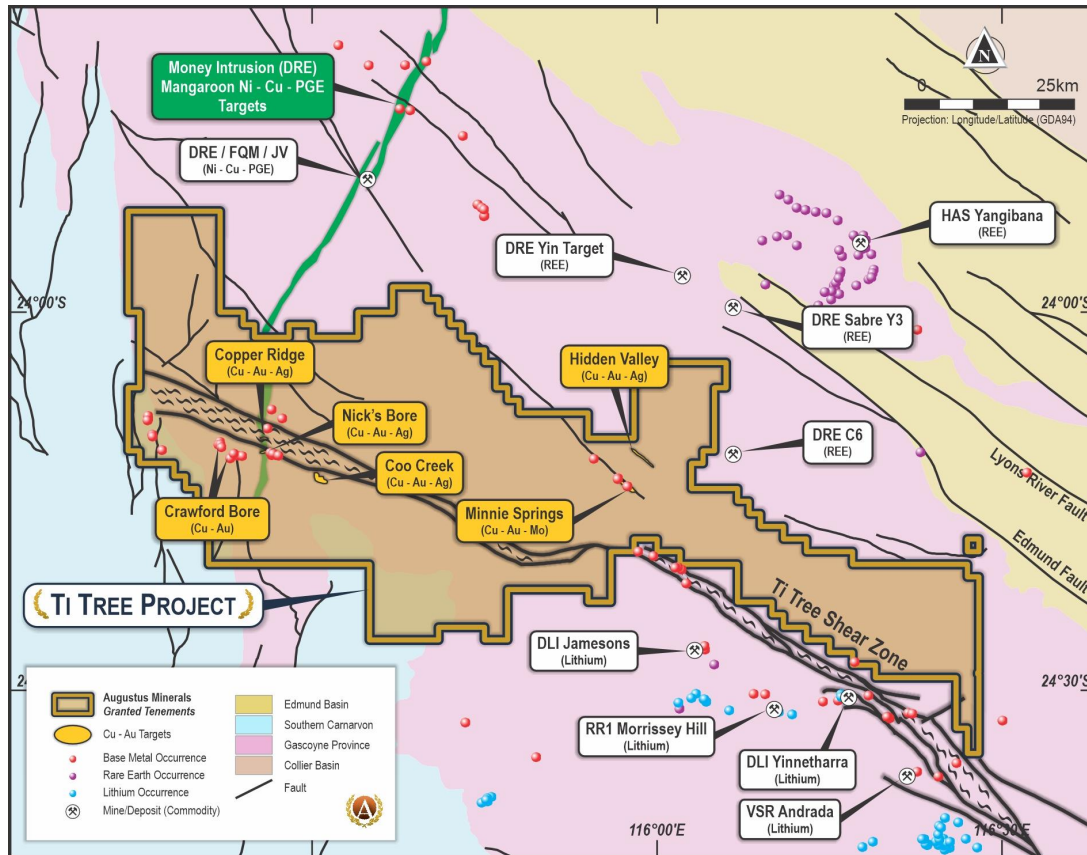 Money Intrusion (DRE)
Mangaroon Ni - Cu - PGE
Targets
N
0 25km
Projection: Longitude/Latitude (GDA94)
DRE / FQM / JV
(Ni - Cu - PGE)
HAS Yangibana
(REE)
DRE Yin Target
(REE)
24°00'S
24°00'S
DRE Sabre Y3
(REE)
Copper Ridge
(Cu - Au - Ag)
Hidden Valley
(Cu - Au - Ag)
Nick's Bore
(Cu - Au - Ag)
DRE C6
(REE)
Coo Creek
(Cu - Au - Ag)
Lyons River Fault
Crawford Bore
(Cu - Au)
Minnie Springs
(Cu - Au - Mo)
Edmund Fault
Ti Tree Project
Ti Tree Shear Zone
DLI Jamesons
(Lithium)
24°30'S
RR1 Morrissey Hill
(Lithium)
DLI Yinnetharra
(Lithium)
VSR Andrada
(Lithium)
116°00'E
116°30'E
24
Augustus Minerals
Granted Tenements
Cu - Au Targets
Base Metal Occurrence
Rare Earth Occurrence
Lithium Occurrence
Mine/Deposit (Commodity)
Edmund Basin
Southern Carnarvon
Gascoyne Province
Collier Basin
Fault